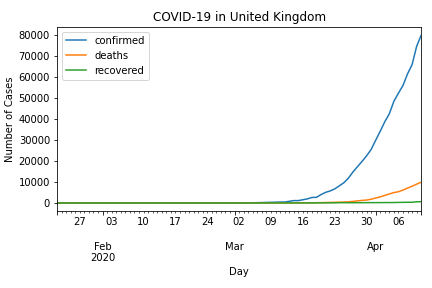 COVID-19 in United Kingdom
confirmed
deaths
recovered
80000
70000
60000
50000
40000
30000
20000
10000
0
Number of Cases
27 03 10 17 24 02 09 16 23 30 06
Feb Mar Apr
2020
Day